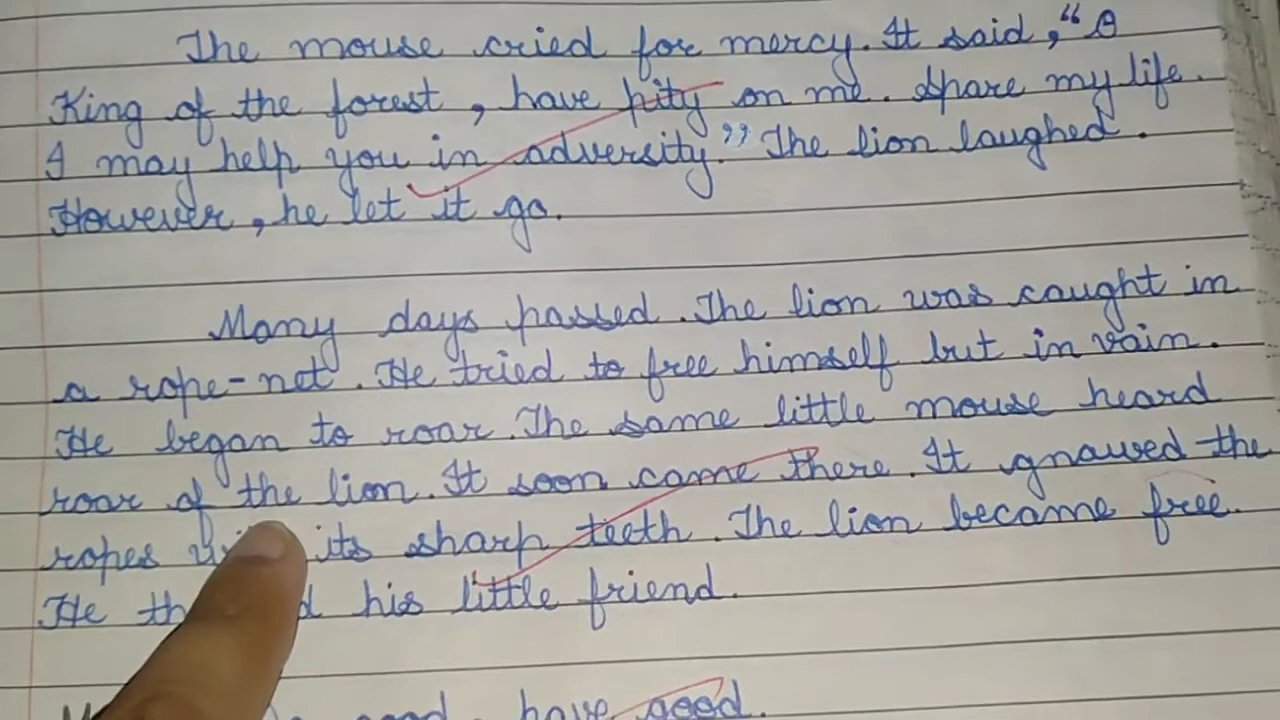 The mouse cried for mercy. It said, "O
King of the forest, have pity on me. Spare my life.
I may help you in adversity." The lion laughed.
However, he let it go.
Many days passed. The lion was caught in
a rope-net. He tried to free himself but in vain.
He began to roar. The same little mouse heard
roar of the lion. It soon came there. It gnawed the
ropes its sharp teeth. The lion became free.
He his little friend.
good, have good.